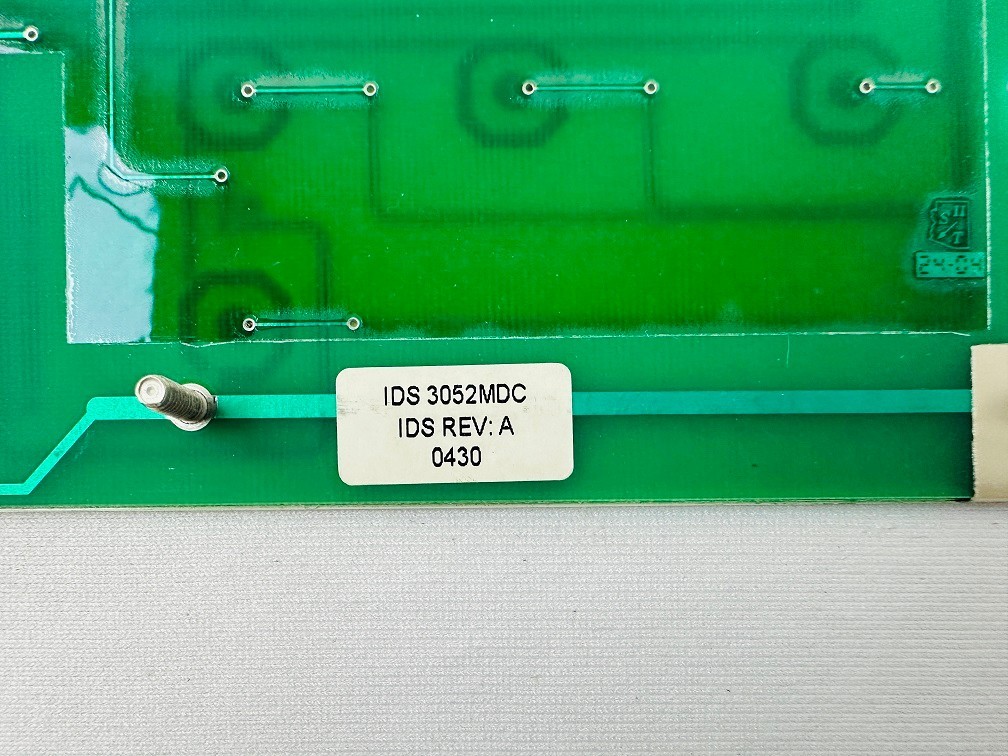 24-04
IDS 3052MDC
IDS REV: A
0430